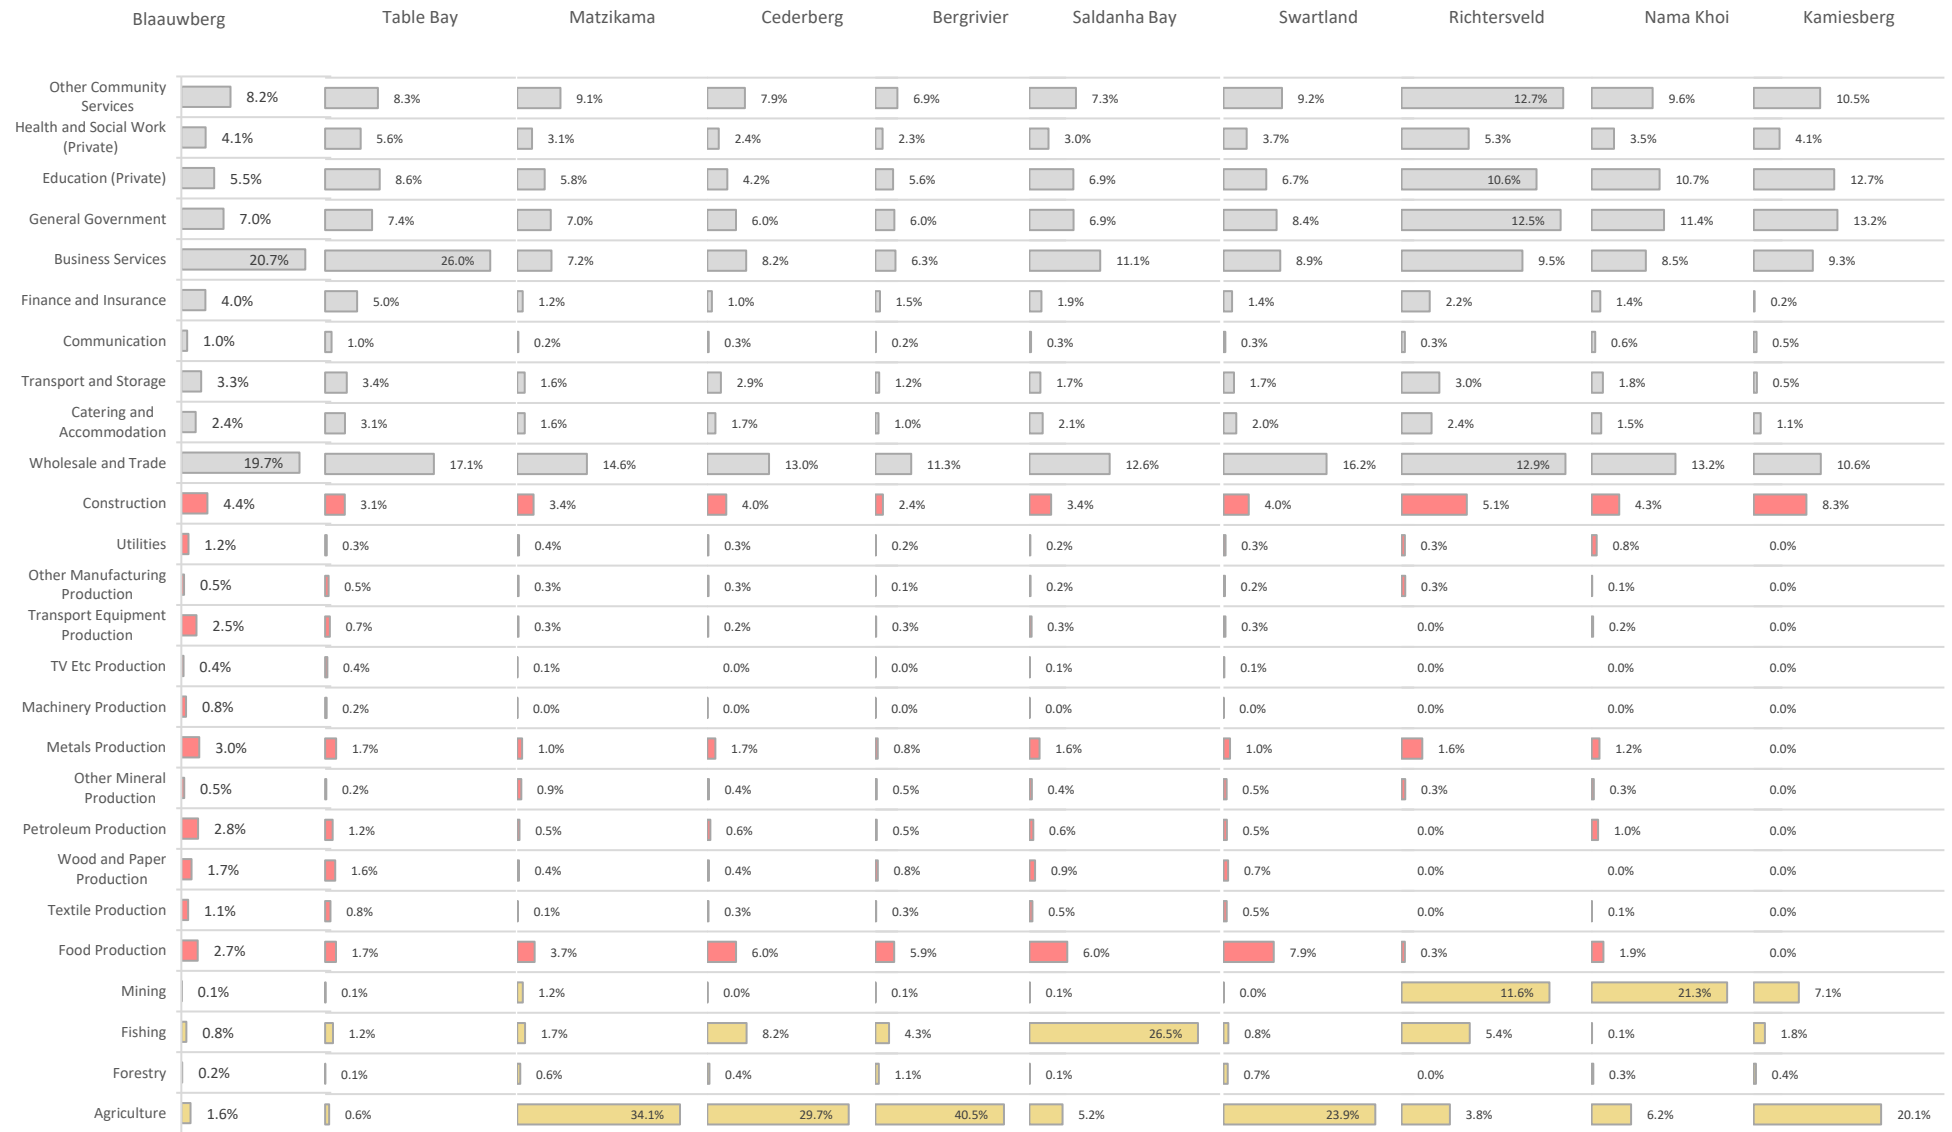 Blaauwberg Table Bay Matzikama Cederberg Bergrivier Saldanha Bay Swartland Richtersveld Nama Khoi Kamiesberg
Other Community
Services
8.2% 8.3% 9.1% 7.9% 6.9% 7.3% 9.2% 12.7% 9.6% 10.5%
Health and Social Work
(Private)
4.1% 5.6% 3.1% 2.4% 2.3% 3.0% 3.7% 5.3% 3.5% 4.1%
Education (Private) 5.5% 8.6% 5.8% 4.2% 5.6% 6.9% 6.7% 10.6% 10.7% 12.7%
General Government 7.0% 7.4% 7.0% 6.0% 6.0% 6.9% 8.4% 12.5% 11.4% 13.2%
Business Services 20.7% 26.0% 7.2% 8.2% 6.3% 11.1% 8.9% 9.5% 8.5% 9.3%
Finance and Insurance 4.0% 5.0% 1.2% 1.0% 1.5% 1.9% 1.4% 2.2% 1.4% 0.2%
Communication 1.0% 1.0% 0.2% 0.3% 0.2% 0.3% 0.3% 0.3% 0.6% 0.5%
Transport and Storage 3.3% 3.4% 1.6% 2.9% 1.2% 1.7% 1.7% 3.0% 1.8% 0.5%
Catering and
Accommodation
2.4% 3.1% 1.6% 1.7% 1.0% 2.1% 2.0% 2.4% 1.5% 1.1%
Wholesale and Trade 19.7% 17.1% 14.6% 13.0% 11.3% 12.6% 16.2% 12.9% 13.2% 10.6%
Construction 4.4% 3.1% 3.4% 4.0% 2.4% 3.4% 4.0% 5.1% 4.3% 8.3%
Utilities 1.2% 0.3% 0.4% 0.3% 0.2% 0.2% 0.3% 0.3% 0.8% 0.0%
Other Manufacturing
Production
0.5% 0.5% 0.3% 0.3% 0.1% 0.2% 0.2% 0.3% 0.1% 0.0%
Transport Equipment
Production
2.5% 0.7% 0.3% 0.2% 0.3% 0.3% 0.3% 0.0% 0.2% 0.0%
TV Etc Production 0.4% 0.4% 0.1% 0.0% 0.0% 0.1% 0.1% 0.0% 0.0% 0.0%
Machinery Production 0.8% 0.2% 0.0% 0.0% 0.0% 0.0% 0.0% 0.0% 0.0% 0.0%
Metals Production 3.0% 1.7% 1.0% 1.7% 0.8% 1.6% 1.0% 1.6% 1.2% 0.0%
Other Mineral
Production
0.5% 0.2% 0.9% 0.4% 0.5% 0.4% 0.5% 0.3% 0.3% 0.0%
Petroleum Production 2.8% 1.2% 0.5% 0.6% 0.5% 0.6% 0.5% 0.0% 1.0% 0.0%
Wood and Paper
Production
1.7% 1.6% 0.4% 0.4% 0.8% 0.9% 0.7% 0.0% 0.0% 0.0%
Textile Production 1.1% 0.8% 0.1% 0.3% 0.3% 0.5% 0.5% 0.0% 0.1% 0.0%
Food Production 2.7% 1.7% 3.7% 6.0% 5.9% 6.0% 7.9% 0.3% 1.9% 0.0%
Mining 0.1% 0.1% 1.2% 0.0% 0.1% 0.1% 0.0% 11.6% 21.3% 7.1%
Fishing 0.8% 1.2% 1.7% 8.2% 4.3% 26.5% 0.8% 5.4% 0.1% 1.8%
Forestry 0.2% 0.1% 0.6% 0.4% 1.1% 0.1% 0.7% 0.0% 0.3% 0.4%
Agriculture 1.6% 0.6% 34.1% 29.7% 40.5% 5.2% 23.9% 3.8% 6.2% 20.1%